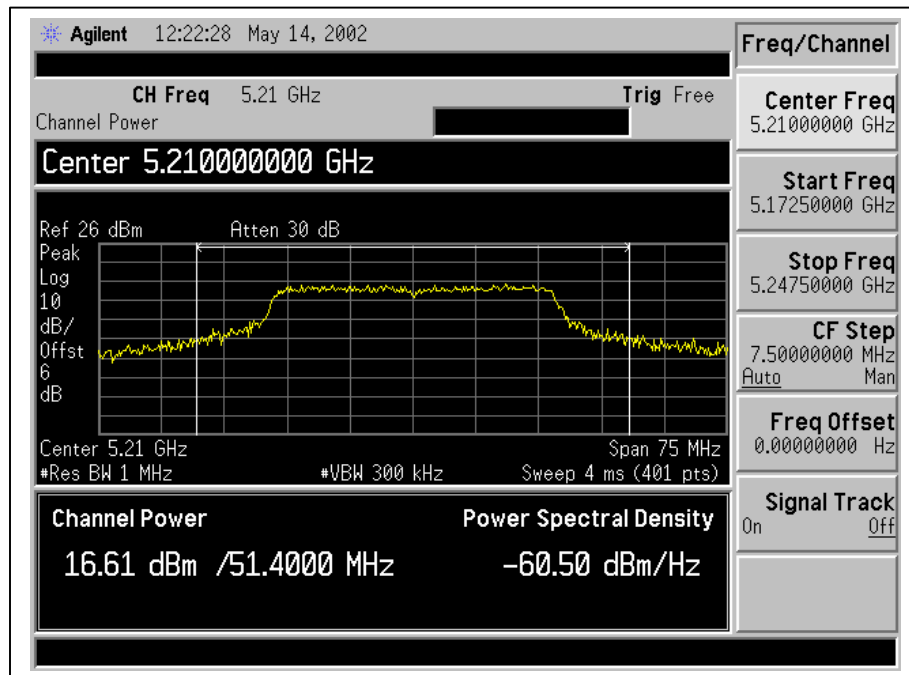 Agilent 12:22:28 May 14, 2002
CH Freq 5.21 GHz Trig Free
Channel Power
Center 5.210000000 GHz
Ref 26 dBm Atten 30 dB
Peak
Log
10
dB/
Offst
6
dB
Center 5.21 GHz Span 75 MHz
#Res BW 1 MHz #VBW 300 kHz Sweep 4 ms (401 pts)
Channel Power Power Spectral Density
16.61 dBm /51.4000 MHz -60.50 dBm/Hz
Freq/Channel
Center Freq
5.21000000 GHz
Start Freq
5.17250000 GHz
Stop Freq
5.24750000 GHz
CF Step
7.50000000 MHz
Auto Man
Freq Offset
0.00000000 Hz
Signal Track
On Off